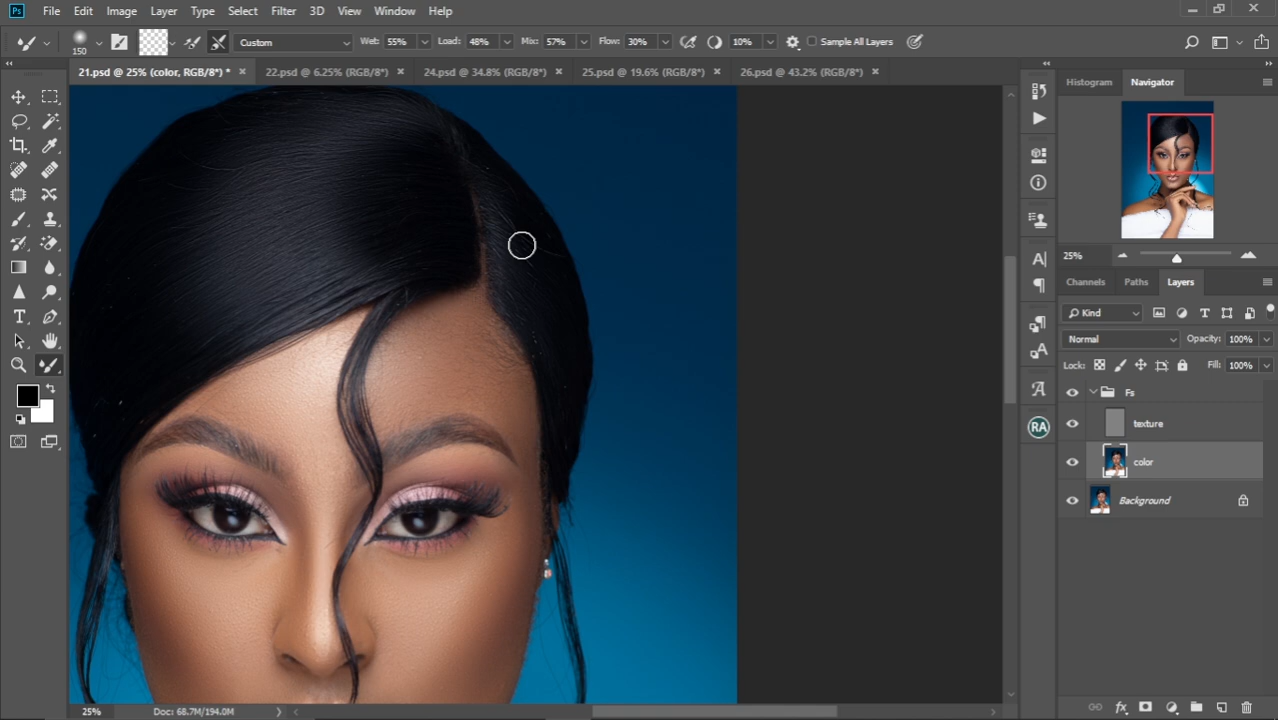 Ps File Edit Image Layer Type Select Filter 3D View Window Help
150 Custom Wet: 55% Load: 48% Mix: 57% Flow: 30% 10% Sample All Layers
21.psd @ 25% (color, RGB/8*) * × 22.psd @ 6.25% (RGB/8*) × 24.psd @ 34.8% (RGB/8*) × 25.psd @ 19.6% (RGB/8*) × 26.psd @ 43.2% (RGB/8*) ×
Histogram Navigator
25%
Channels Paths Layers
Kind
Normal Opacity: 100%
Lock: Fill: 100%
Fs
texture
color
Background
RA
25% Doc: 68.7M/194.0M